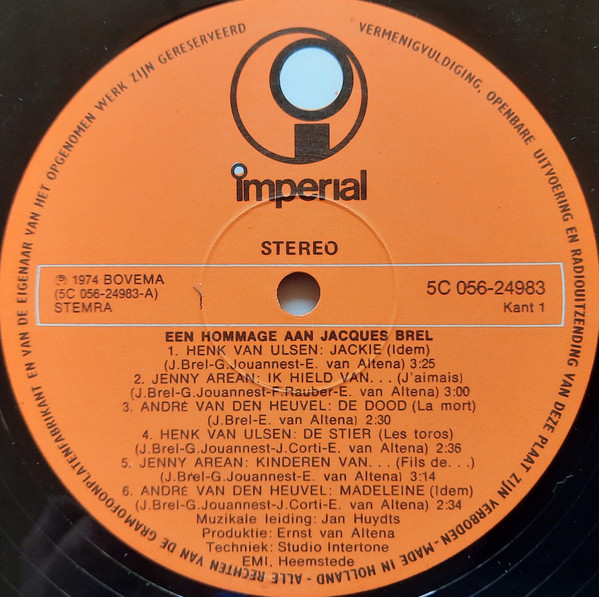 ALLE RECHTEN VAN DE GRAMOFOONPLATENFABRIKANT EN VAN DE EIGENAAR VAN HET OPGENOMEN WERK ZIJN GERESERVEERD
VERMENIGVULDIGING, OPENBARE UITVOERING EN RADIOUITZENDING VAN DEZE PLAAT ZIJN VERBODEN - MADE IN HOLLAND -
imperial
STEREO
℗ 1974 BOVEMA
(5C 056-24983-A)
STEMRA
5C 056-24983
Kant 1
EEN HOMMAGE AAN JACQUES BREL
1. HENK VAN ULSEN: JACKIE (Idem)
(J.Brel-G.Jouannest-E. van Altena) 3:25
2. JENNY AREAN: IK HIELD VAN... (J'aimais)
(J.Brel-G.Jouannest-F.Rauber-E. van Altena) 3:00
3. ANDRÉ VAN DEN HEUVEL: DE DOOD (La mort)
(J.Brel-E. van Altena) 2:30
4. HENK VAN ULSEN: DE STIER (Les toros)
(J.Brel-G.Jouannest-J.Corti-E. van Altena) 2:36
5. JENNY AREAN: KINDEREN VAN... (Fils de...)
(J.Brel-G.Jouannest-E. van Altena) 3:14
6. ANDRÉ VAN DEN HEUVEL: MADELEINE (Idem)
(J.Brel-G.Jouannest-J.Corti-E. van Altena) 2:34
Muzikale leiding: Jan Huydts
Produktie: Ernst van Altena
Techniek: Studio Intertone
EMI, Heemstede